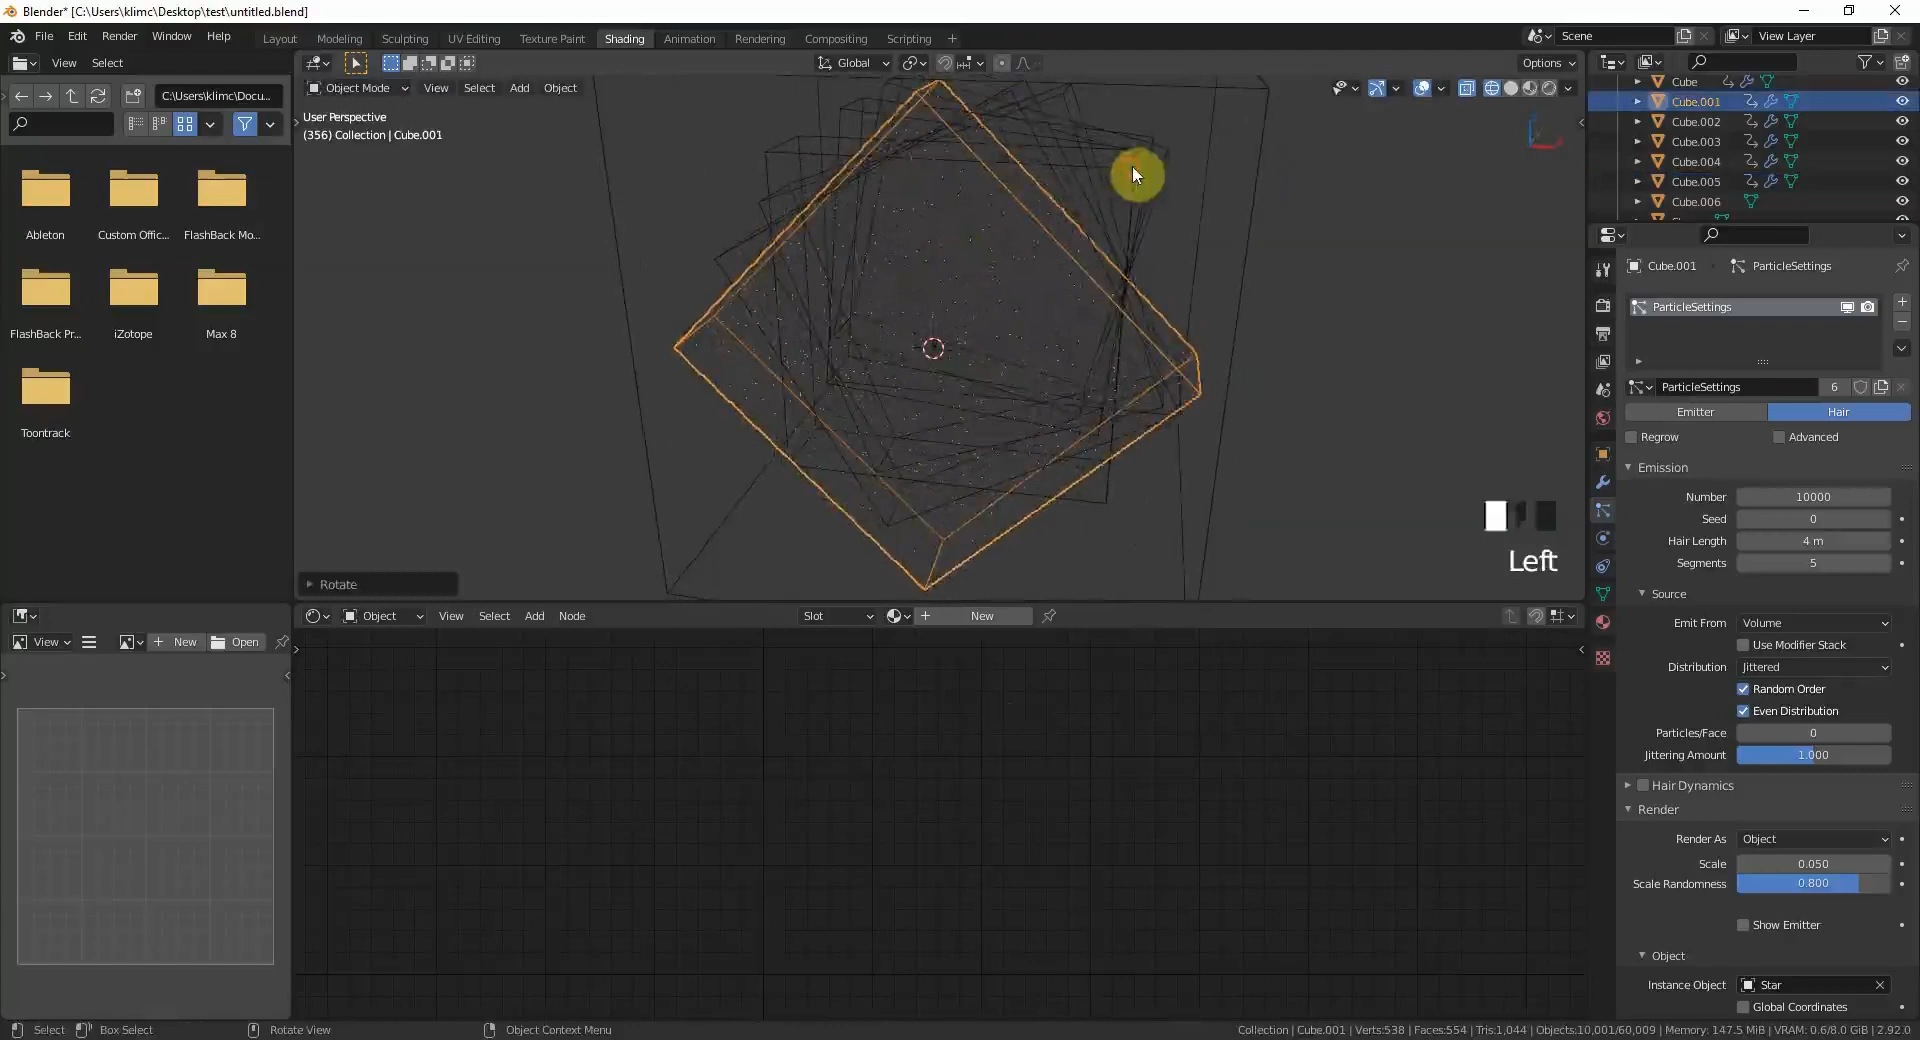 Blender* [C:\Users\klimc\Desktop\test\untitled.blend]
File Edit Render Window Help
Layout Modeling Sculpting UV Editing Texture Paint Shading Animation Rendering Compositing Scripting +
Scene
View Layer
View Select
Global
Options
C:\Users\klimc\Docu...
Object Mode View Select Add Object
User Perspective
(356) Collection | Cube.001
Ableton
Custom Offic...
FlashBack Mo...
FlashBack Pr...
iZotope
Max 8
Toontrack
Rotate
Left
Cube
Cube.001
Cube.002
Cube.003
Cube.004
Cube.005
Cube.006
Cube.001 ParticleSettings
ParticleSettings
ParticleSettings 6
Emitter Hair
Regrow Advanced
Emission
Number 10000
Seed 0
Hair Length 4 m
Segments 5
Source
Emit From Volume
Use Modifier Stack
Distribution Jittered
Random Order
Even Distribution
Particles/Face 0
Jittering Amount 1.000
Hair Dynamics
Render
Render As Object
Scale 0.050
Scale Randomness 0.800
Show Emitter
Object
Instance Object Star
Global Coordinates
View New Open
Object View Select Add Node Slot New
Select Box Select Rotate View Object Context Menu
Collection | Cube.001 | Verts:538 | Faces:554 | Tris:1,044 | Objects:10,001/60,009 | Memory: 147.5 MiB | VRAM: 0.6/8.0 GiB | 2.92.0